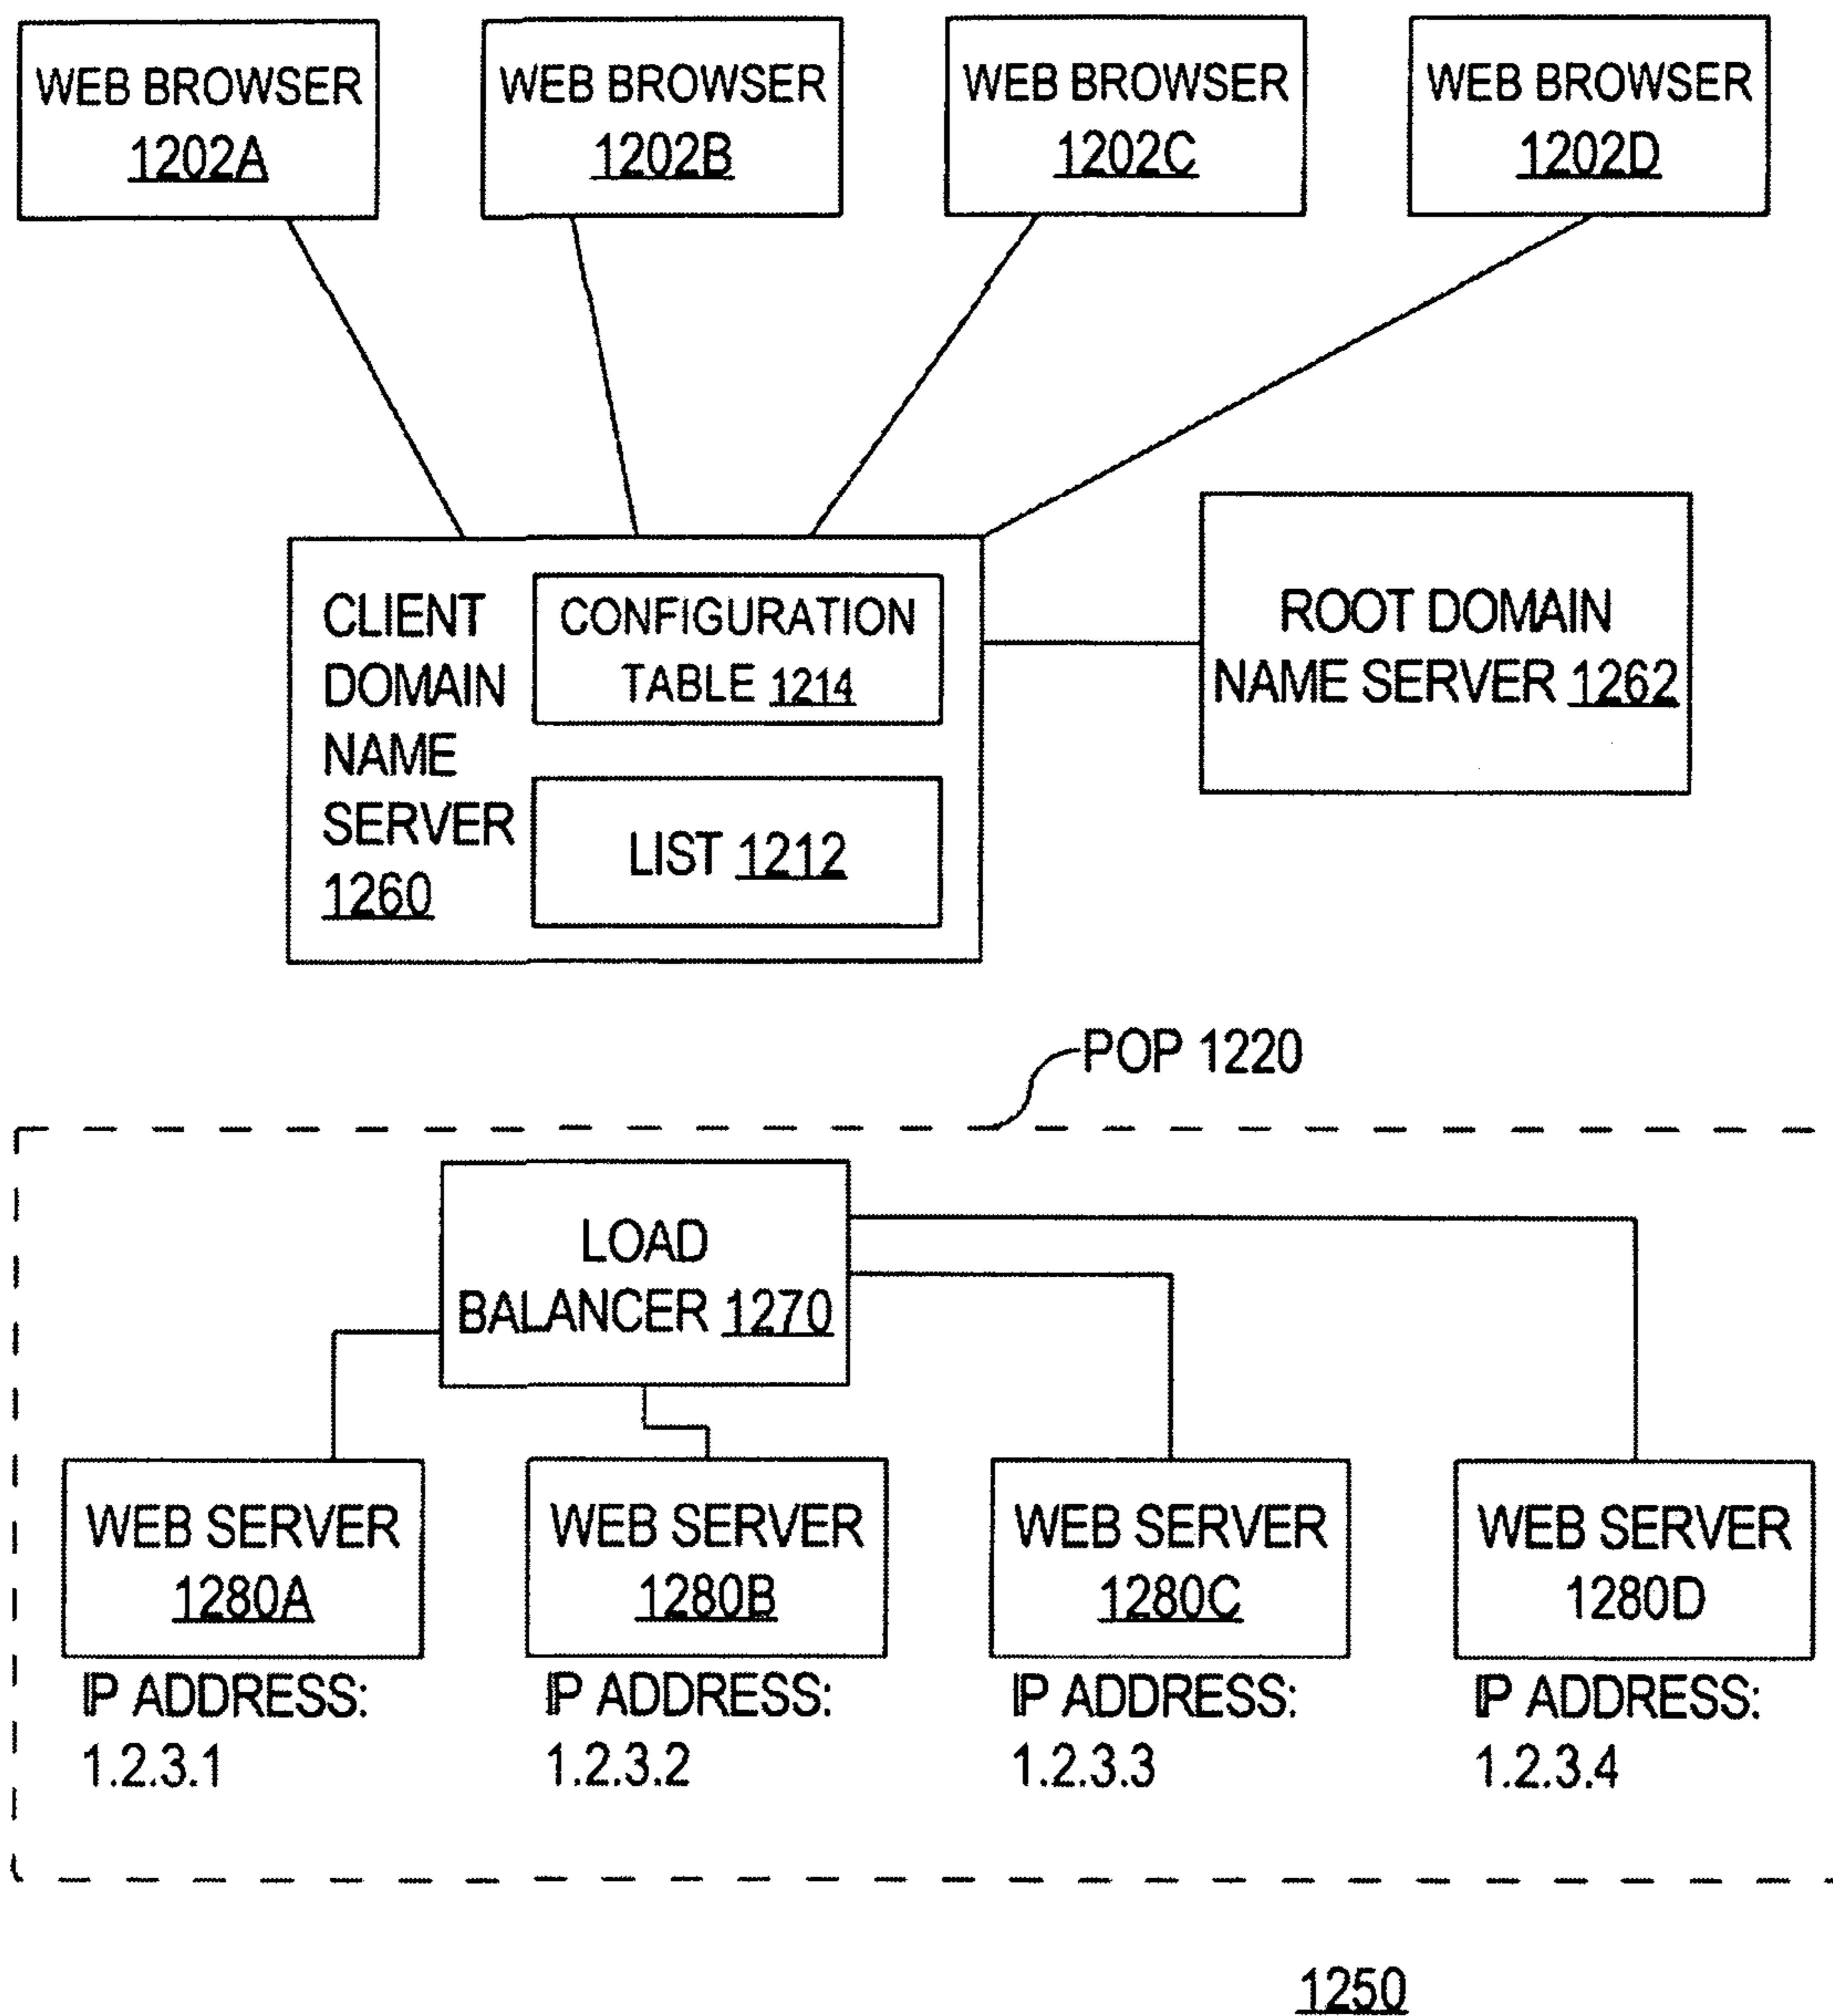 WEB BROWSER
1202A
WEB BROWSER
1202B
WEB BROWSER
1202C
WEB BROWSER
1202D
CLIENT
DOMAIN
NAME
SERVER
1260
CONFIGURATION
TABLE 1214
LIST 1212
ROOT DOMAIN
NAME SERVER 1262
POP 1220
LOAD
BALANCER 1270
WEB SERVER
1280A
IP ADDRESS:
1.2.3.1
WEB SERVER
1280B
IP ADDRESS:
1.2.3.2
WEB SERVER
1280C
IP ADDRESS:
1.2.3.3
WEB SERVER
1280D
IP ADDRESS:
1.2.3.4
1250